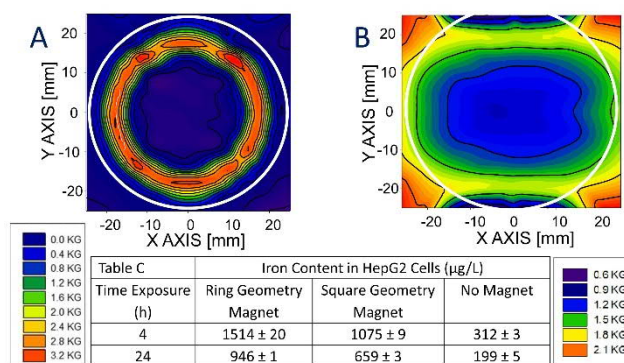 A
B
20
10
0
-10
-20
Y AXIS [mm]
-20 0 20
X AXIS [mm]
20
10
0
-10
-20
Y AXIS [mm]
-20 0 20
X AXIS [mm]
0.0 KG
0.4 KG
0.8 KG
1.2 KG
1.6 KG
2.0 KG
2.4 KG
2.8 KG
3.2 KG
Table C Iron Content in HepG2 Cells (µg/L)
Time Exposure (h) Ring Geometry Magnet Square Geometry Magnet No Magnet
4 1514 ± 20 1075 ± 9 312 ± 3
24 946 ± 1 659 ± 3 199 ± 5
0.6 KG
0.9 KG
1.2 KG
1.5 KG
1.8 KG
2.1 KG